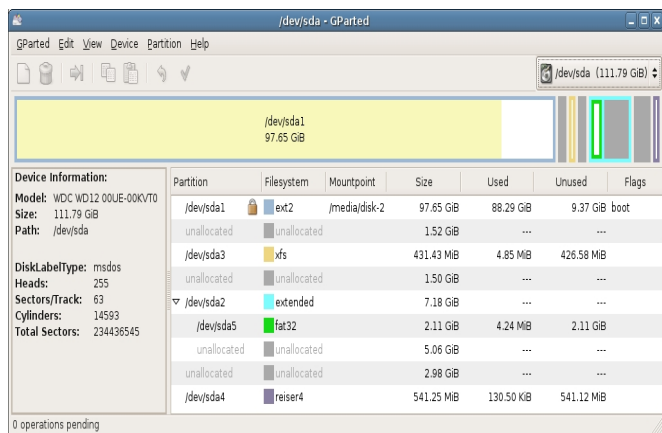 /dev/sda - GParted
GParted Edit View Device Partition Help
/dev/sda (111.79 GiB)
/dev/sda1
97.65 GiB
Device Information:
Model: WDC WD12 00UE-00KVT0
Size: 111.79 GiB
Path: /dev/sda
DiskLabelType: msdos
Heads: 255
Sectors/Track: 63
Cylinders: 14593
Total Sectors: 234436545
Partition Filesystem Mountpoint Size Used Unused Flags
/dev/sda1 ext2 /media/disk-2 97.65 GiB 88.29 GiB 9.37 GiB boot
unallocated unallocated 1.52 GiB --- ---
/dev/sda3 xfs 431.43 MiB 4.85 MiB 426.58 MiB
unallocated unallocated 1.50 GiB --- ---
/dev/sda2 extended 7.18 GiB --- ---
/dev/sda5 fat32 2.11 GiB 4.24 MiB 2.11 GiB
unallocated unallocated 5.06 GiB --- ---
unallocated unallocated 2.98 GiB --- ---
/dev/sda4 reiser4 541.25 MiB 130.50 KiB 541.12 MiB
0 operations pending